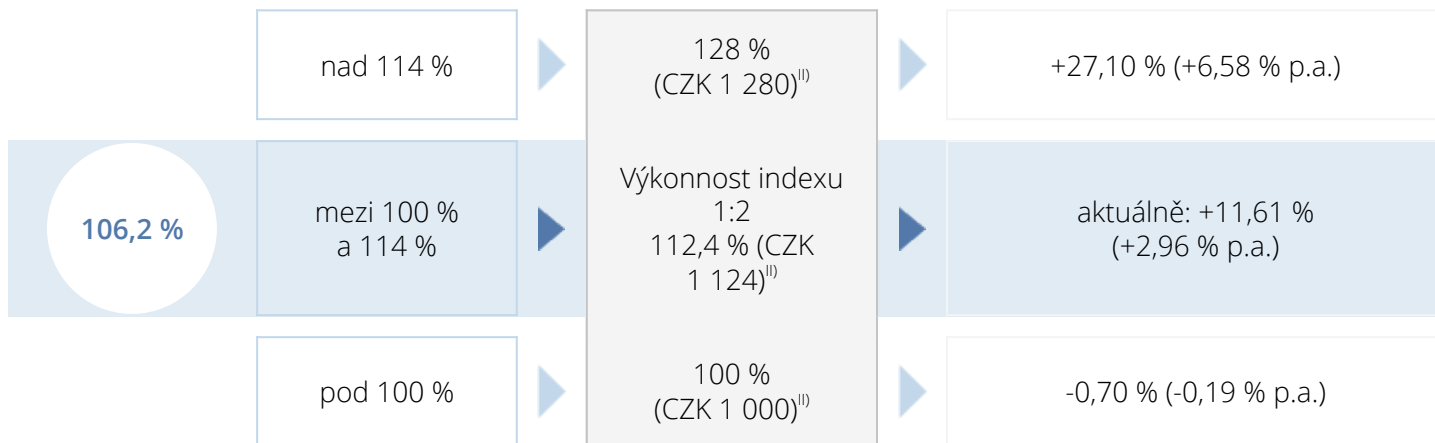 nad 114 %
128 %
(CZK 1 280)II)
+27,10 % (+6,58 % p.a.)
106,2 %
mezi 100 %
a 114 %
Výkonnost indexu
1:2
112,4 % (CZK
1 124)II)
aktuálně: +11,61 %
(+2,96 % p.a.)
pod 100 %
100 %
(CZK 1 000)II)
-0,70 % (-0,19 % p.a.)